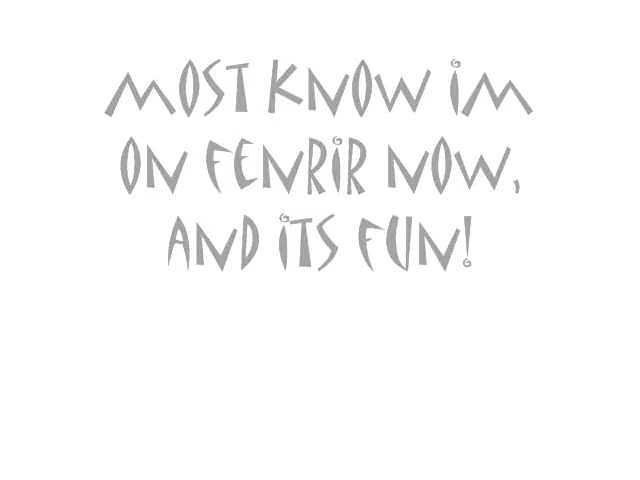 MOST KNOW IM
ON FENRIR NOW,
AND ITS FUN!